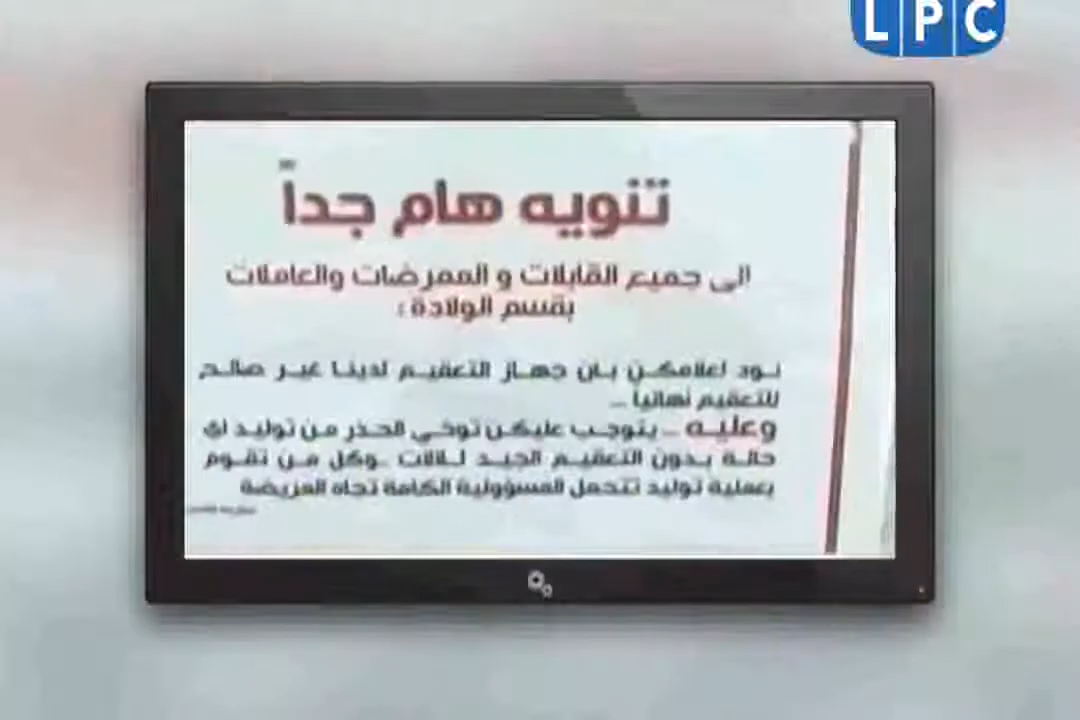 LPC
تنويه هام جداً
الى جميع القابلات و الممرضات والعاملات
بقسم الولادة :
نود اعلامكن بان جهاز التعقيم لدينا غير صالح
للتعقيم نهائيا ...
وعليه ... يتوجب عليكن توخي الحذر من توليد اي
حالة بدون التعقيم الجيد للالات .. وكل من تقوم
بعملية توليد تتحمل المسؤولية الكاملة تجاه المريضة